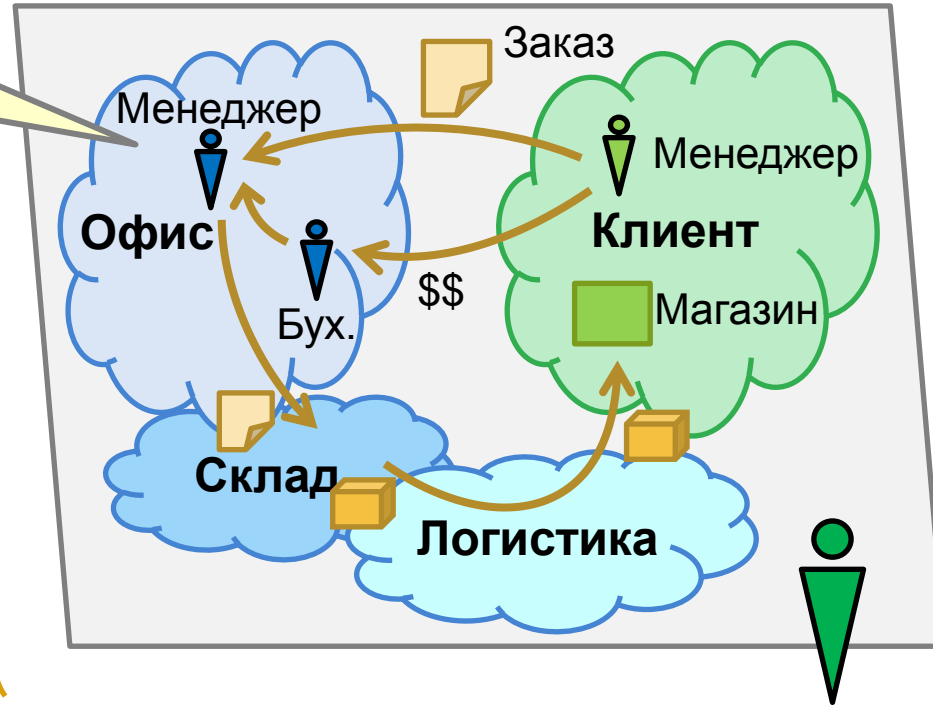 Заказ
Менеджер
Менеджер
Офис
Клиент
$$
Магазин
Бух.
Склад
Логистика